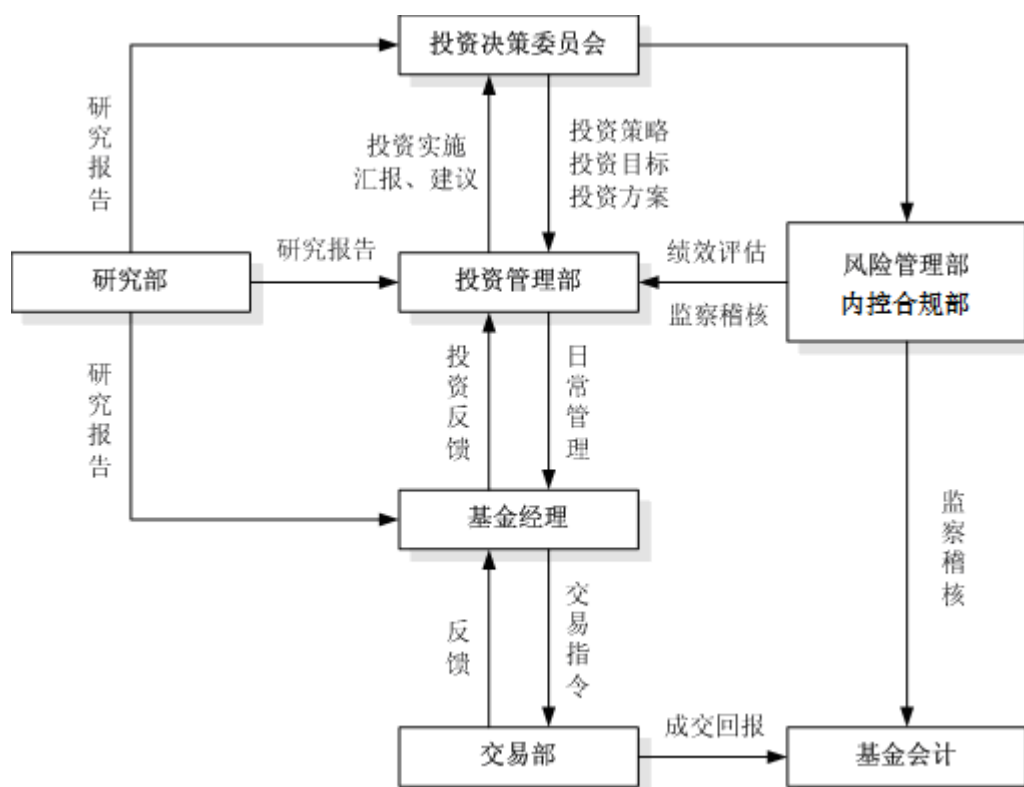 投资决策委员会
研究报告
投资实施
汇报、建议
投资策略
投资目标
投资方案
研究部
研究报告
投资管理部
绩效评估
监察稽核
风险管理部
内控合规部
研究报告
投资反馈
日常管理
基金经理
监察稽核
反馈
交易指令
交易部
成交回报
基金会计